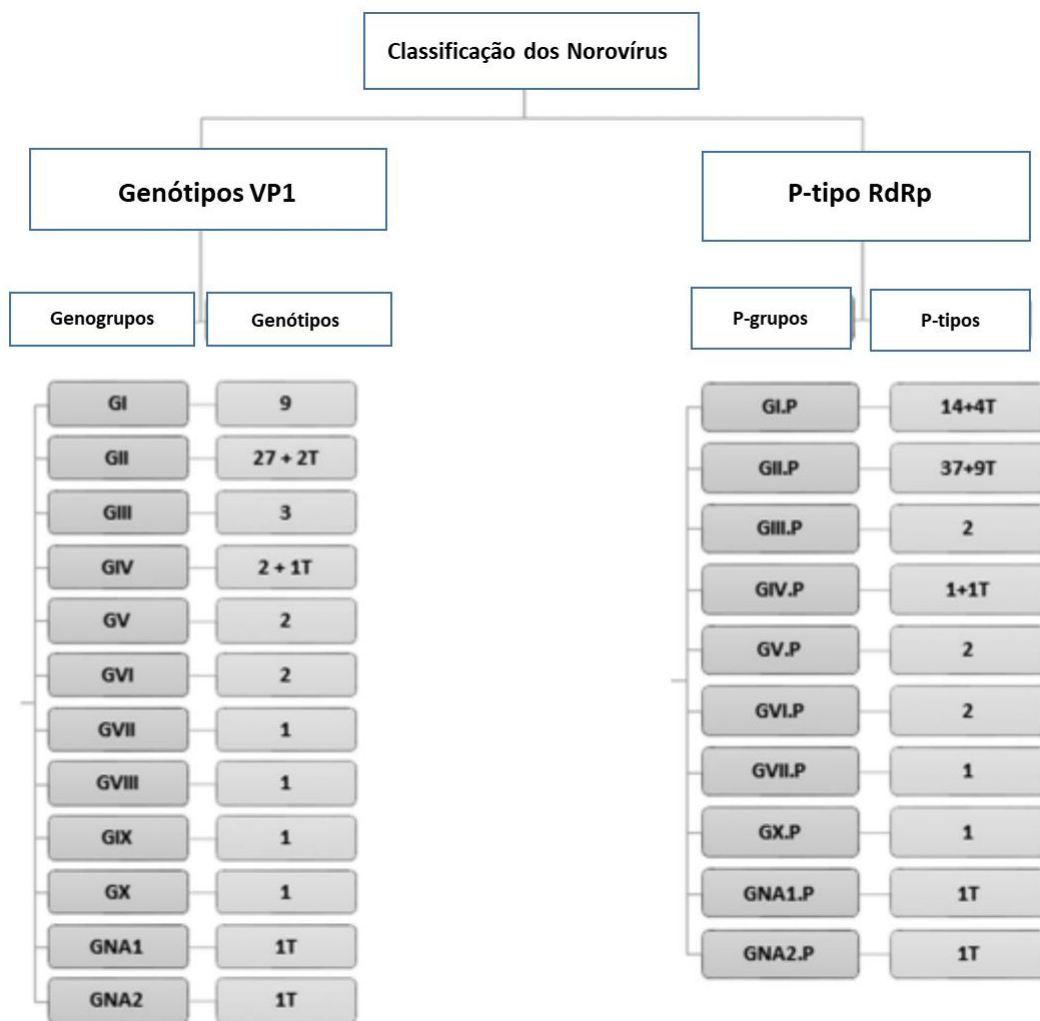 Classificação dos Norovírus
Genótipos VP1
P-tipo RdRp
Genogrupos
Genótipos
P-grupos
P-tipos
GI
9
GII
27 + 2T
GIII
3
GIV
2 + 1T
GV
2
GVI
2
GVII
1
GVIII
1
GIX
1
GX
1
GNA1
1T
GNA2
1T
GI.P
14+4T
GII.P
37+9T
GIII.P
2
GIV.P
1+1T
GV.P
2
GVI.P
2
GVII.P
1
GX.P
1
GNA1.P
1T
GNA2.P
1T